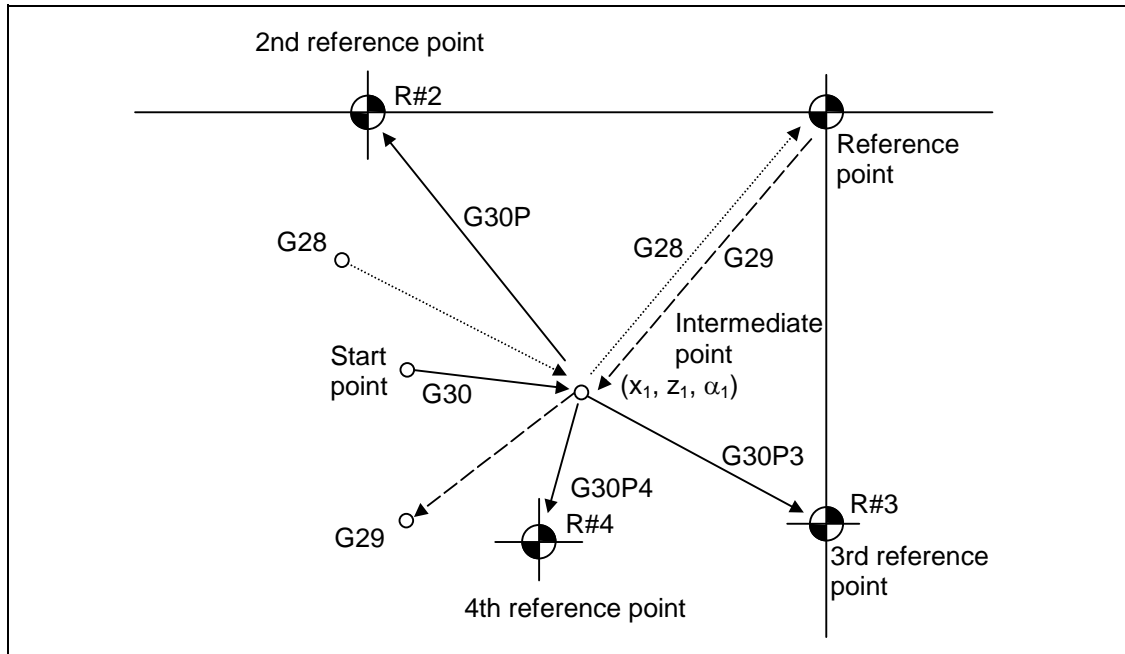 2nd reference point
R#2
Reference
point
G30P
G28
G28
G29
Intermediate
point
(x₁, z₁, α₁)
Start
point
G30
G30P3
G30P4
R#3
G29
R#4
3rd reference
point
4th reference point